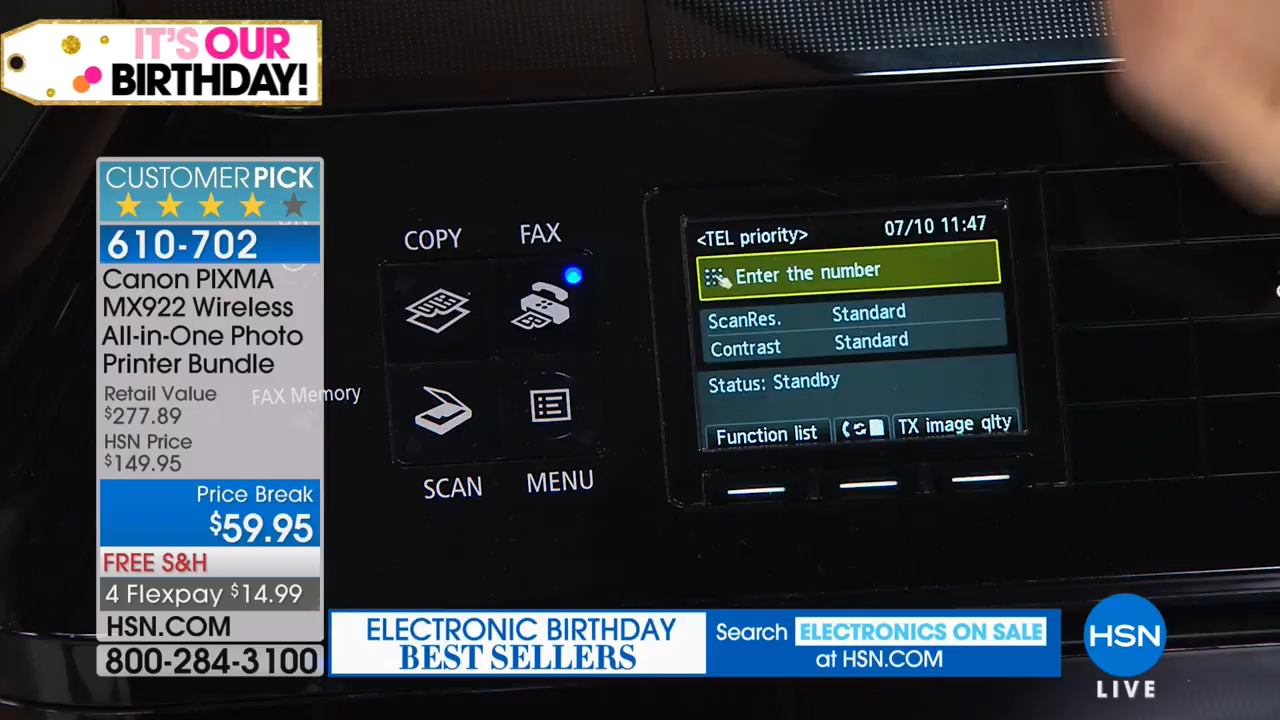 IT'S OUR
BIRTHDAY!
CUSTOMER PICK
610-702
Canon PIXMA
MX922 Wireless
All-in-One Photo
Printer Bundle
Retail Value
$277.89
HSN Price
$149.95
Price Break
$59.95
FREE S&H
4 Flexpay $14.99
HSN.COM
800-284-3100
FAX Memory
COPY
FAX
SCAN
MENU
<TEL priority> 07/10 11:47
Enter the number
ScanRes. Standard
Contrast Standard
Status: Standby
Function list
TX image qlty
ELECTRONIC BIRTHDAY
BEST SELLERS
Search ELECTRONICS ON SALE
at HSN.COM
HSN
LIVE